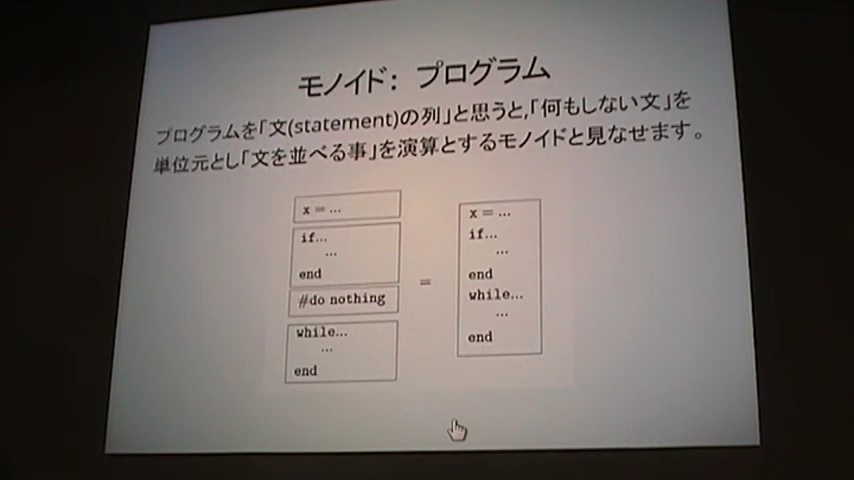 モノイド: プログラム
プログラムを「文(statement)の列」と思うと,「何もしない文」を
単位元とし「文を並べる事」を演算とするモノイドと見なせます。
x = ...
if...
...
end
#do nothing
while...
...
end
=
x = ...
if...
...
end
while...
...
end